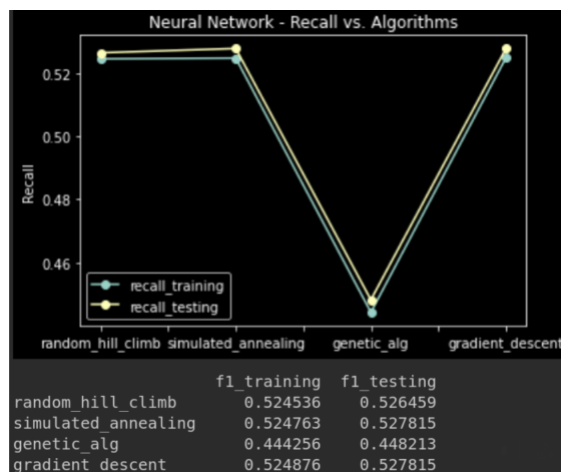 Neural Network - Recall vs. Algorithms
0.52
0.50
0.48
0.46
Recall
recall_training
recall_testing
random_hill_climb simulated_annealing genetic_alg gradient_descent
f1_training f1_testing
random_hill_climb 0.524536 0.526459
simulated_annealing 0.524763 0.527815
genetic_alg 0.444256 0.448213
gradient_descent 0.524876 0.527815